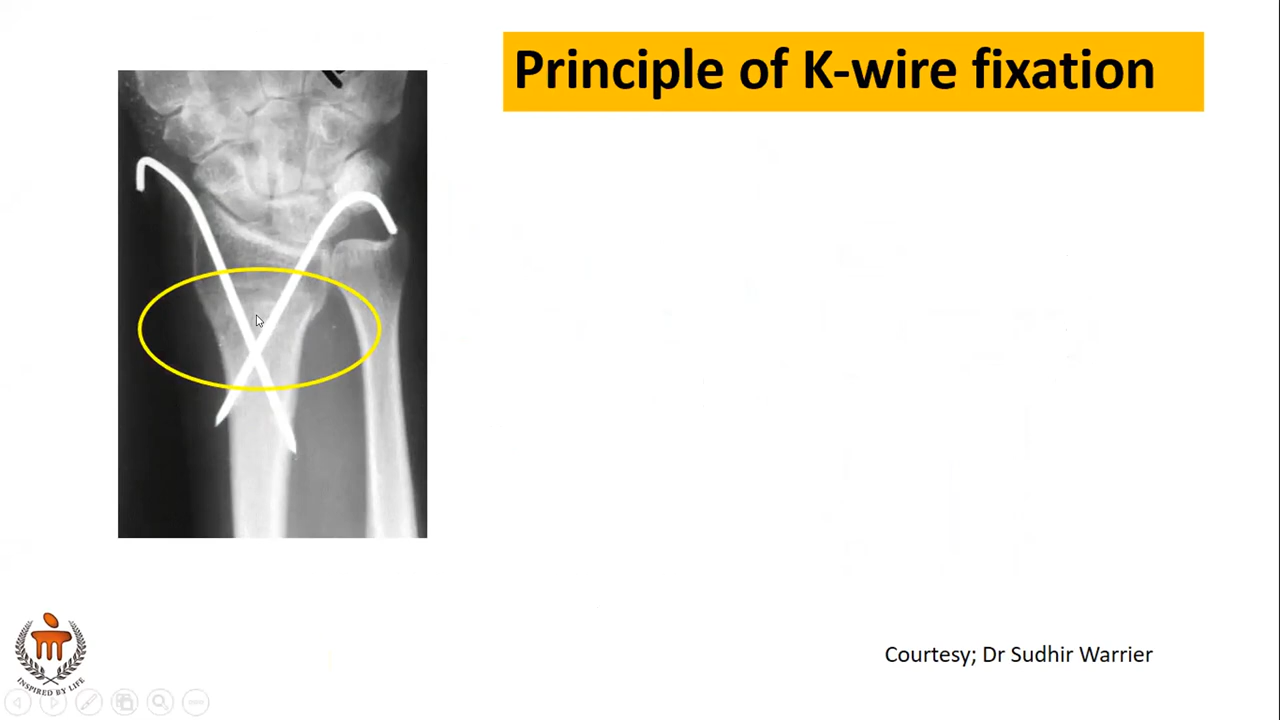 Principle of K-wire fixation
Courtesy; Dr Sudhir Warrier
INSPIRED BY LIFE